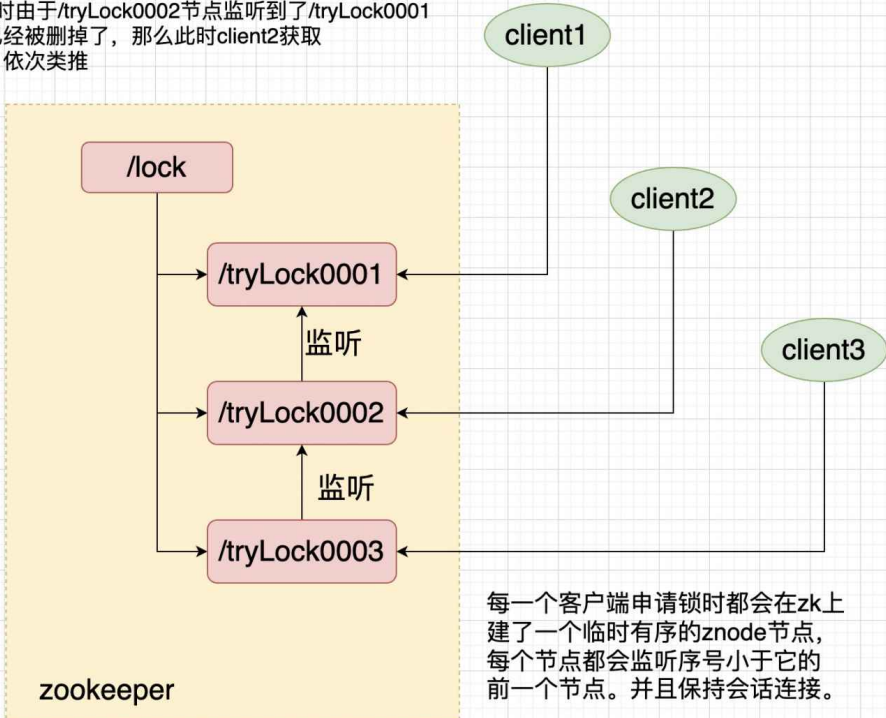 时由于/tryLock0002节点监听到了/tryLock0001
经被删掉了，那么此时client2获取
依次类推
client1
/lock
client2
/tryLock0001
监听
client3
/tryLock0002
监听
/tryLock0003
每一个客户端申请锁时都会在zk上
建了一个临时有序的znode节点，
每个节点都会监听序号小于它的
前一个节点。并且保持会话连接。
zookeeper